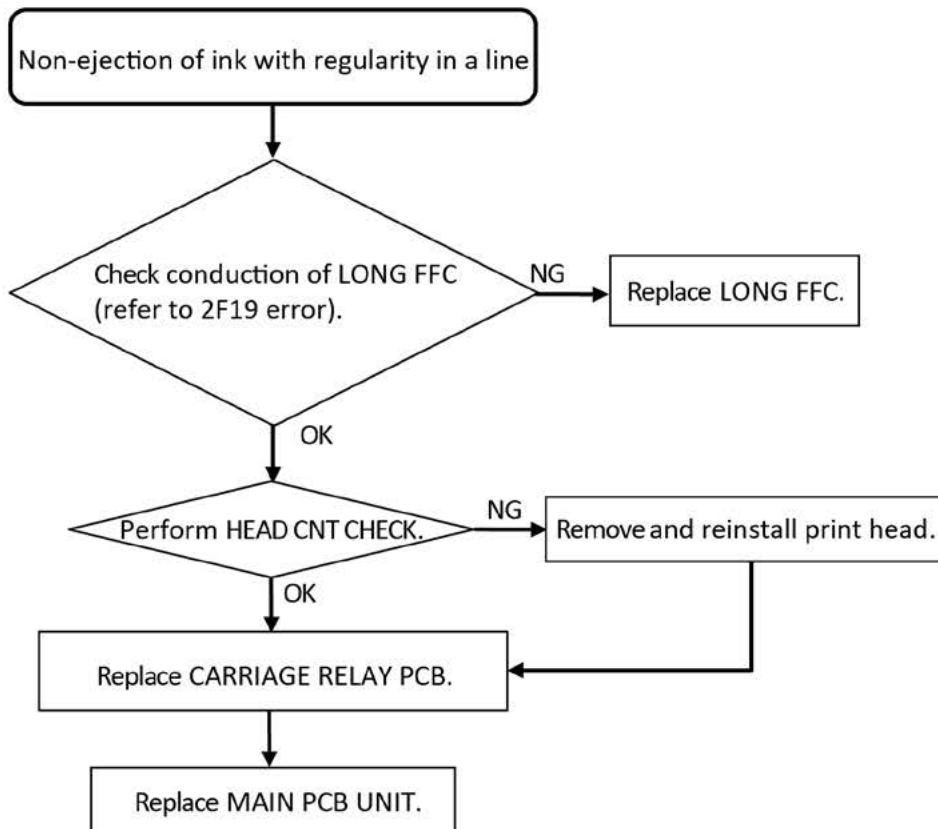 Non-ejection of ink with regularity in a line
Check conduction of LONG FFC
(refer to 2F19 error).
NG
Replace LONG FFC.
OK
Perform HEAD CNT CHECK.
NG
Remove and reinstall print head.
OK
Replace CARRIAGE RELAY PCB.
Replace MAIN PCB UNIT.